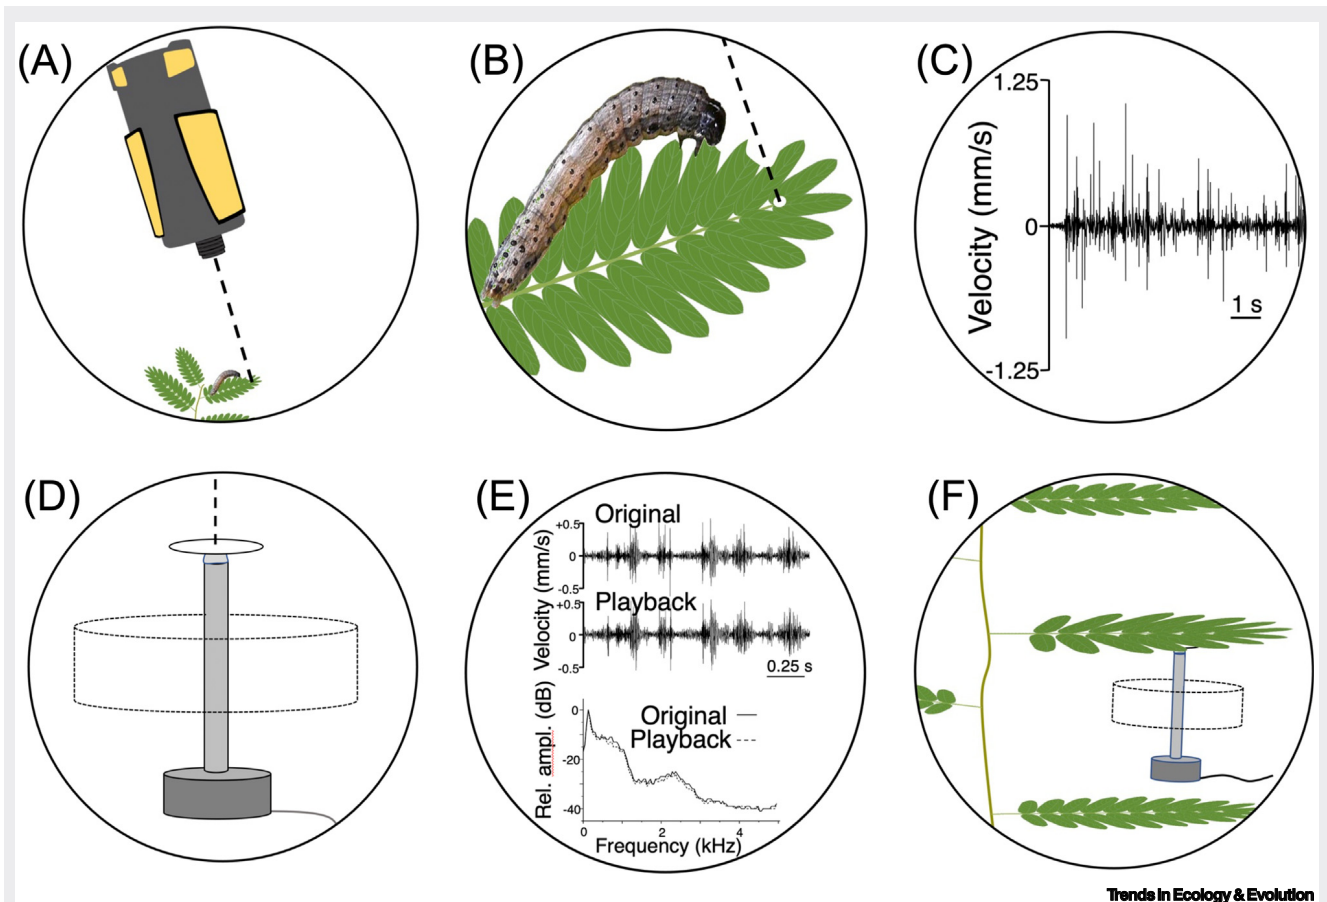 (A)
(B)
(C)
1.25
0
-1.25
Velocity (mm/s)
1 s
(D)
(E)
Original
+0.5
0
-0.5
Playback
+0.5
0
-0.5
Velocity (mm/s)
0.25 s
Rel. ampl. (dB)
0
-20
-40
Original
Playback
0 2 4
Frequency (kHz)
(F)
Trends in Ecology & Evolution